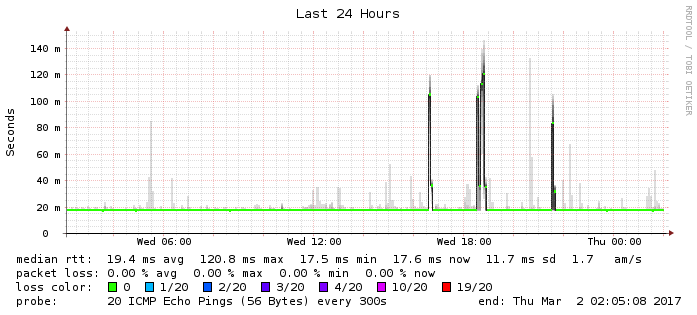 Last 24 Hours
RRDTOOL / TOBI OETIKER
Seconds
140 m
120 m
100 m
80 m
60 m
40 m
20 m
0
Wed 06:00 Wed 12:00 Wed 18:00 Thu 00:00
median rtt: 19.4 ms avg 120.8 ms max 17.5 ms min 17.6 ms now 11.7 ms sd 1.7 am/s
packet loss: 0.00 % avg 0.00 % max 0.00 % min 0.00 % now
loss color: 0 1/20 2/20 3/20 4/20 10/20 19/20
probe: 20 ICMP Echo Pings (56 Bytes) every 300s end: Thu Mar 2 02:05:08 2017